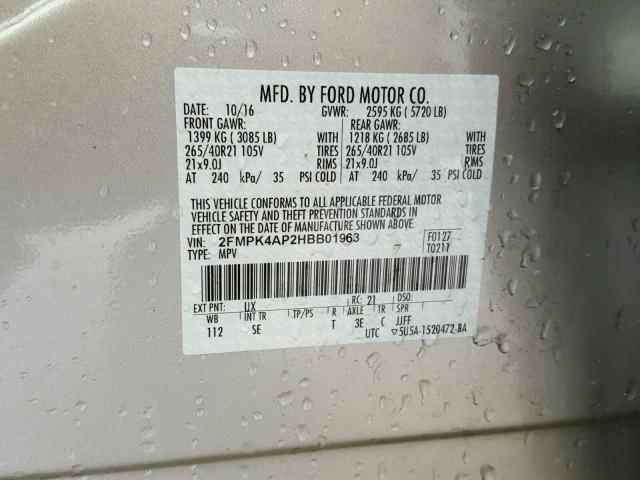 MFD. BY FORD MOTOR CO.
DATE: 10/16 GVWR: 2595 KG ( 5720 LB)
FRONT GAWR: REAR GAWR:
1399 KG ( 3085 LB) WITH 1218 KG ( 2685 LB) WITH
265/40R21 105V TIRES 265/40R21 105V TIRES
21x9.0J RIMS 21x9.0J RIMS
AT 240 kPa/ 35 PSI COLD AT 240 kPa/ 35 PSI COLD
THIS VEHICLE CONFORMS TO ALL APPLICABLE FEDERAL MOTOR
VEHICLE SAFETY AND THEFT PREVENTION STANDARDS IN
EFFECT ON THE DATE OF MANUFACTURE SHOWN ABOVE.
VIN: 2FMPK4AP2HBB01963 F0127
TYPE: MPV T0211
EXT PNT: UX RC: 21 DSO:
WB INT TR TP/PS R AXLE TR SPR
112 SE T 3E C JJFF
UTC ▽5U5A-1520472-BA